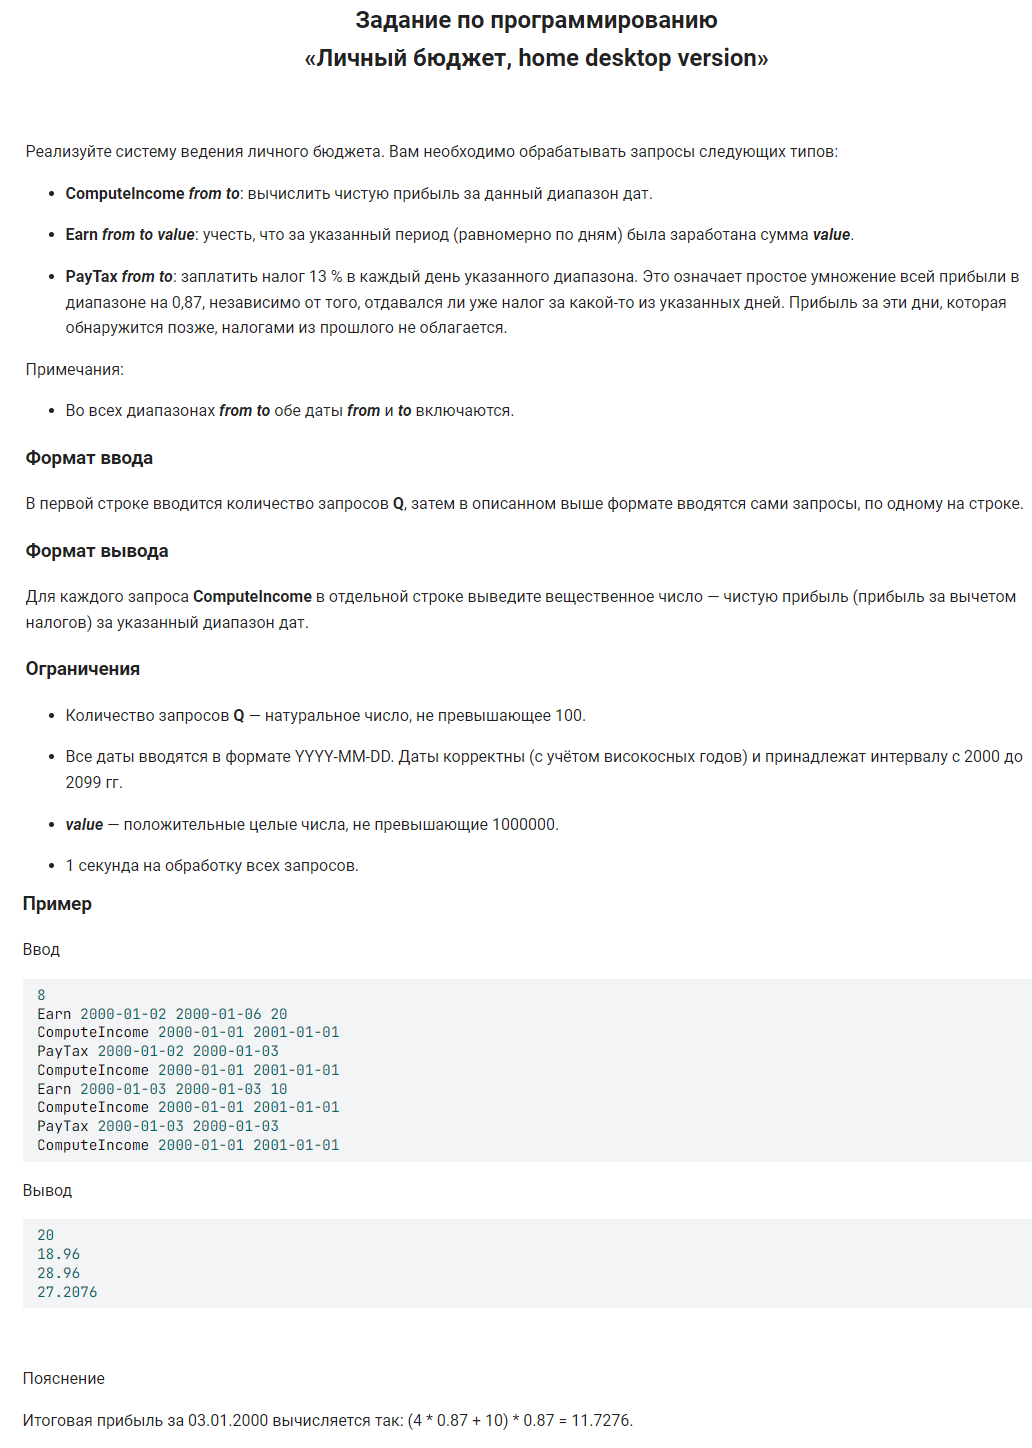 Задание по программированию
«Личный бюджет, home desktop version»
Реализуйте систему ведения личного бюджета. Вам необходимо обрабатывать запросы следующих типов:
• ComputeIncome from to: вычислить чистую прибыль за данный диапазон дат.
• Earn from to value: учесть, что за указанный период (равномерно по дням) была заработана сумма value.
• PayTax from to: заплатить налог 13 % в каждый день указанного диапазона. Это означает простое умножение всей прибыли в
диапазоне на 0,87, независимо от того, отдавался ли уже налог за какой-то из указанных дней. Прибыль за эти дни, которая
обнаружится позже, налогами из прошлого не облагается.
Примечания:
• Во всех диапазонах from to обе даты from и to включаются.
Формат ввода
В первой строке вводится количество запросов Q, затем в описанном выше формате вводятся сами запросы, по одному на строке.
Формат вывода
Для каждого запроса ComputeIncome в отдельной строке выведите вещественное число — чистую прибыль (прибыль за вычетом
налогов) за указанный диапазон дат.
Ограничения
• Количество запросов Q — натуральное число, не превышающее 100.
• Все даты вводятся в формате YYYY-MM-DD. Даты корректны (с учётом високосных годов) и принадлежат интервалу с 2000 до
2099 гг.
• value — положительные целые числа, не превышающие 1000000.
• 1 секунда на обработку всех запросов.
Пример
Ввод
8
Earn 2000-01-02 2000-01-06 20
ComputeIncome 2000-01-01 2001-01-01
PayTax 2000-01-02 2000-01-03
ComputeIncome 2000-01-01 2001-01-01
Earn 2000-01-03 2000-01-03 10
ComputeIncome 2000-01-01 2001-01-01
PayTax 2000-01-03 2000-01-03
ComputeIncome 2000-01-01 2001-01-01
Вывод
20
18.96
28.96
27.2076
Пояснение
Итоговая прибыль за 03.01.2000 вычисляется так: (4 * 0.87 + 10) * 0.87 = 11.7276.